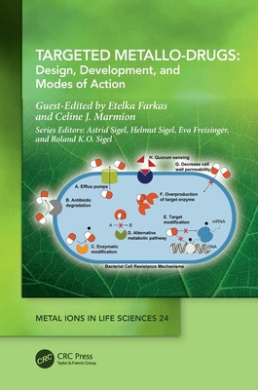 TARGETED METALLO-DRUGS:
Design, Development, and
Modes of Action
Guest-Edited by Etelka Farkas
and Celine J. Marmion
Series Editors: Astrid Sigel, Helmut Sigel, Eva Freisinger,
and Roland K.O. Sigel
H. Quorum sensing
G. Decrease cell
wall permeability
A. Efflux pumps
F. Overproduction
of target enzyme
B. Antibiotic
degradation
E. Target
modification
mRNA
A
B
X
C. Enzymatic
modification
D. Alternative
metabolic pathway
DNA
Bacterial Cell Resistance Mechanisms
METAL IONS IN LIFE SCIENCES 24
CRC
CRC Press
Taylor & Francis Group